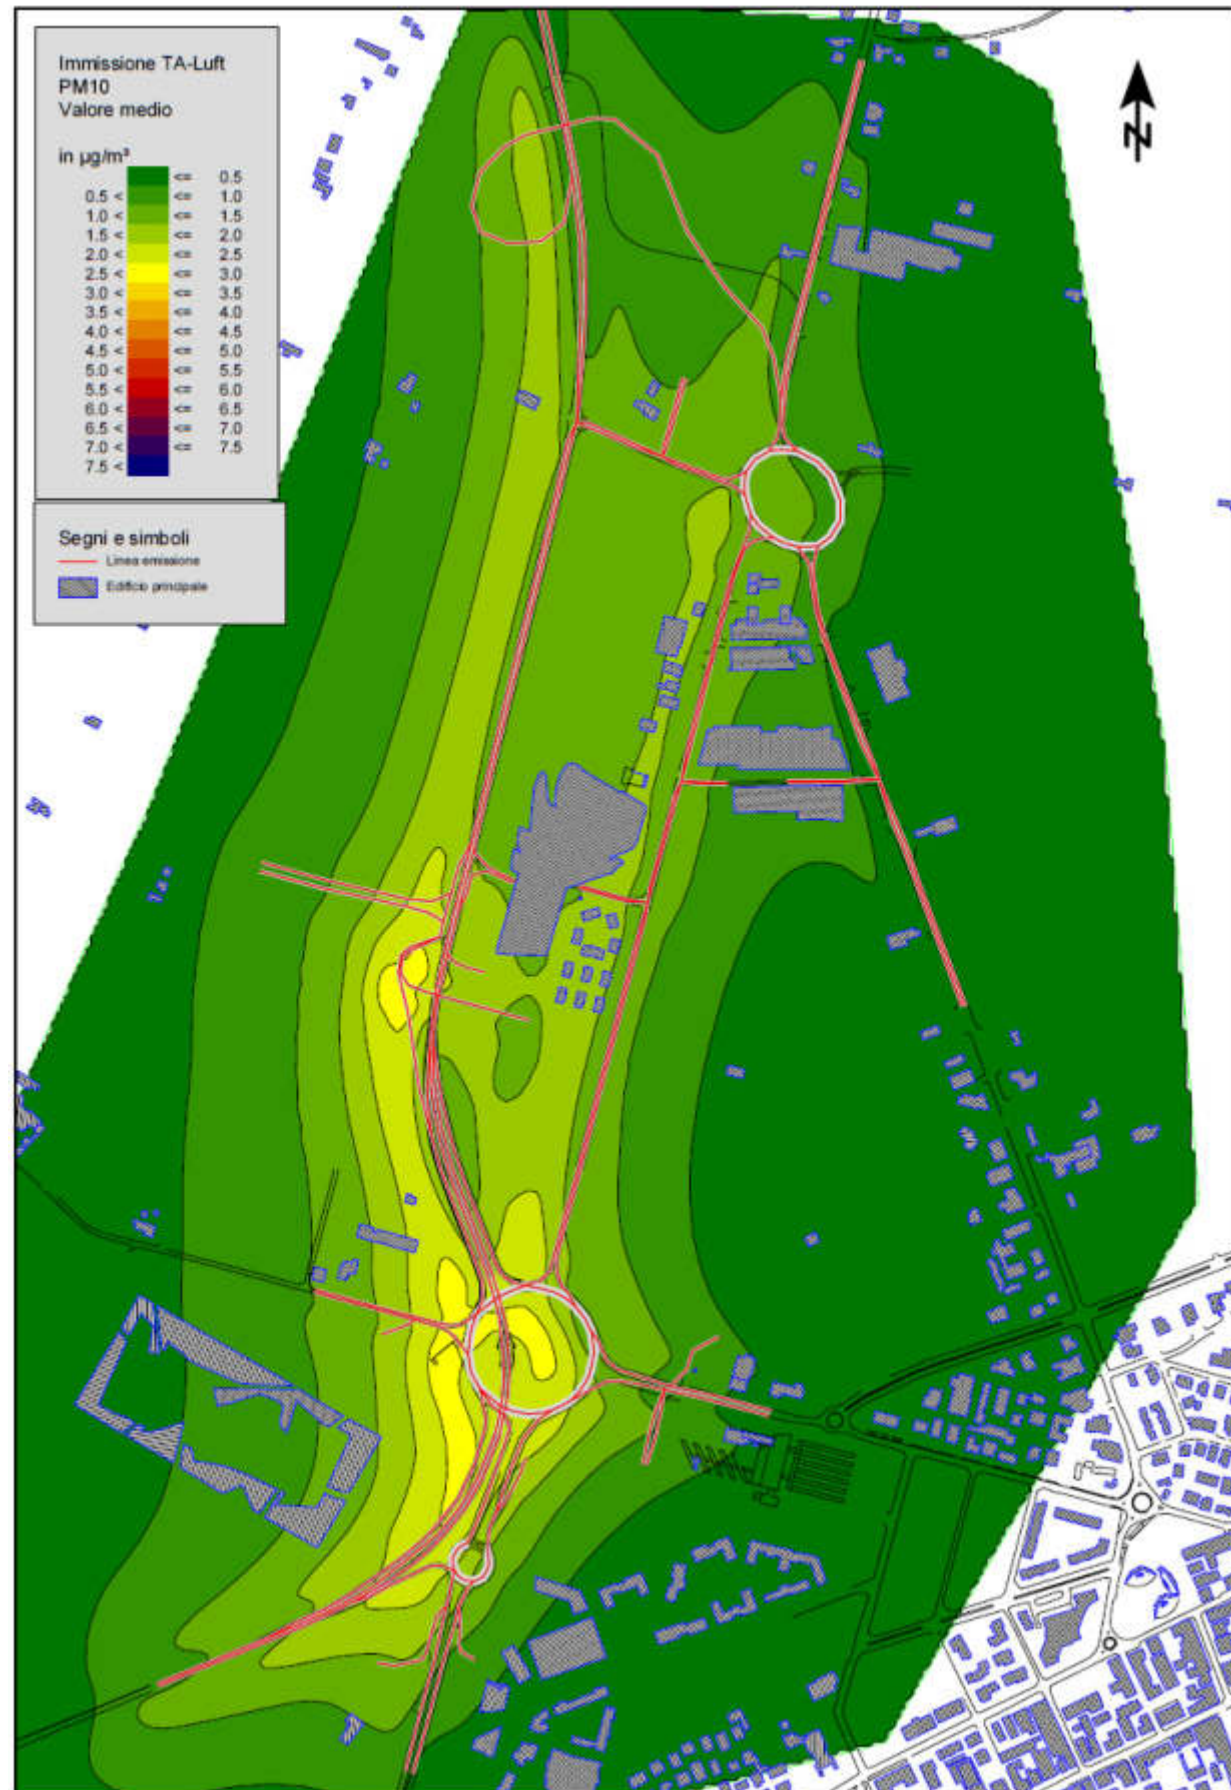 Immissione TA-Luft
PM10
Valore medio
in µg/m³
<= 0.5
0.5 < <= 1.0
1.0 < <= 1.5
1.5 < <= 2.0
2.0 < <= 2.5
2.5 < <= 3.0
3.0 < <= 3.5
3.5 < <= 4.0
4.0 < <= 4.5
4.5 < <= 5.0
5.0 < <= 5.5
5.5 < <= 6.0
6.0 < <= 6.5
6.5 < <= 7.0
7.0 < <= 7.5
7.5 <
Segni e simboli
Linea emissione
Edificio principale
N